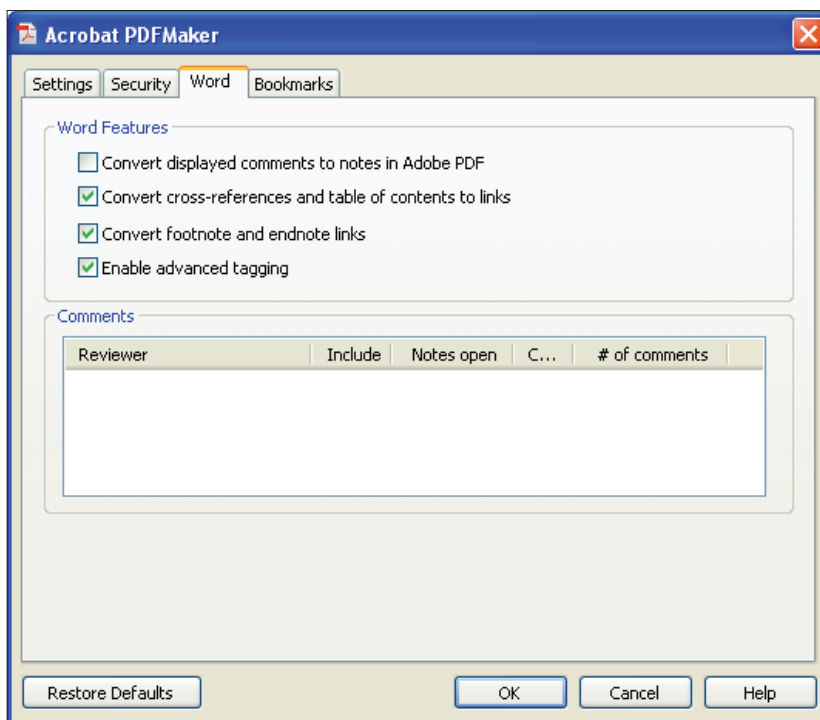 Acrobat PDFMaker
Settings Security Word Bookmarks
Word Features
Convert displayed comments to notes in Adobe PDF
Convert cross-references and table of contents to links
Convert footnote and endnote links
Enable advanced tagging
Comments
Reviewer Include Notes open C... # of comments
Restore Defaults OK Cancel Help